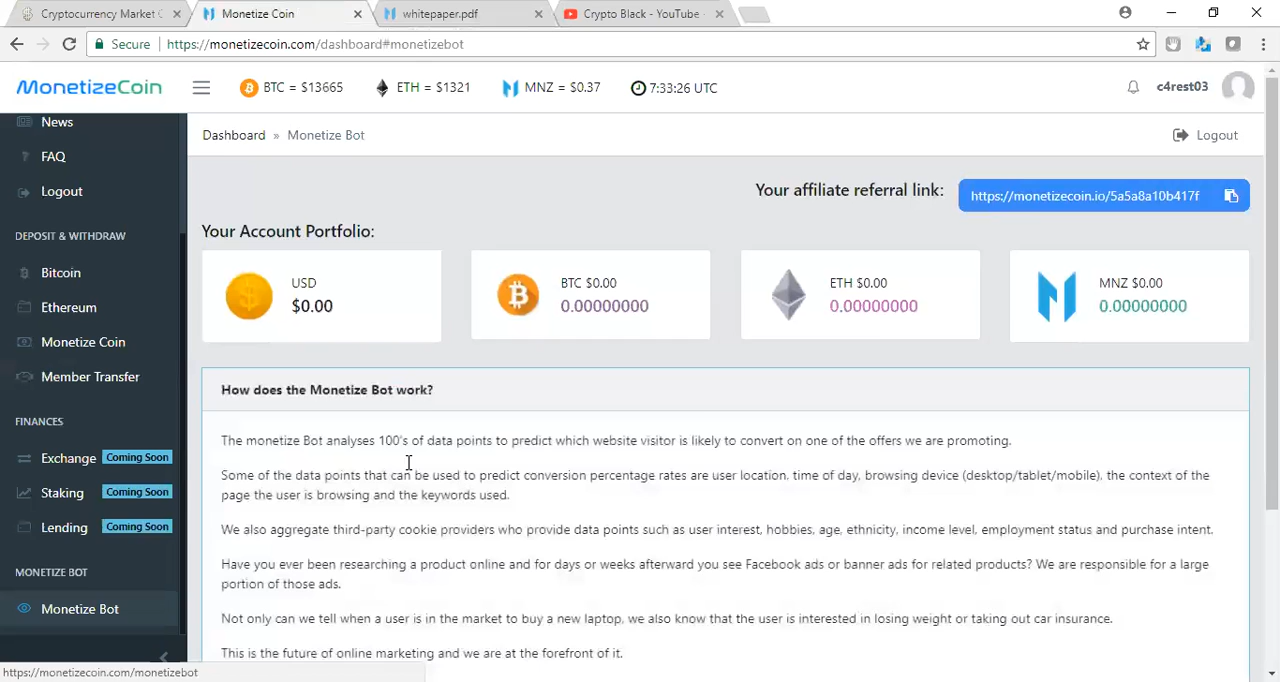 Cryptocurrency Market C
Monetize Coin
whitepaper.pdf
Crypto Black - YouTube
Secure
https://monetizecoin.com/dashboard#monetizebot
MonetizeCoin
BTC = $13665
ETH = $1321
MNZ = $0.37
7:33:26 UTC
c4rest03
News
FAQ
Logout
DEPOSIT & WITHDRAW
Bitcoin
Ethereum
Monetize Coin
Member Transfer
FINANCES
Exchange Coming Soon
Staking Coming Soon
Lending Coming Soon
MONETIZE BOT
Monetize Bot
Dashboard » Monetize Bot
Logout
Your affiliate referral link:
https://monetizecoin.io/5a5a8a10b417f
Your Account Portfolio:
USD
$0.00
BTC $0.00
0.00000000
ETH $0.00
0.00000000
MNZ $0.00
0.00000000
How does the Monetize Bot work?
The monetize Bot analyses 100's of data points to predict which website visitor is likely to convert on one of the offers we are promoting.
Some of the data points that can be used to predict conversion percentage rates are user location, time of day, browsing device (desktop/tablet/mobile), the context of the
page the user is browsing and the keywords used.
We also aggregate third-party cookie providers who provide data points such as user interest, hobbies, age, ethnicity, income level, employment status and purchase intent.
Have you ever been researching a product online and for days or weeks afterward you see Facebook ads or banner ads for related products? We are responsible for a large
portion of those ads.
Not only can we tell when a user is in the market to buy a new laptop, we also know that the user is interested in losing weight or taking out car insurance.
This is the future of online marketing and we are at the forefront of it.
https://monetizecoin.com/monetizebot